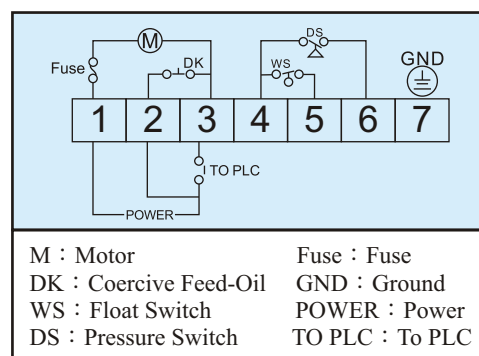 M
DS
Fuse
DK
WS
GND
1 2 3 4 5 6 7
TO PLC
POWER
M：Motor Fuse：Fuse
DK：Coercive Feed-Oil GND：Ground
WS：Float Switch POWER：Power
DS：Pressure Switch TO PLC：To PLC